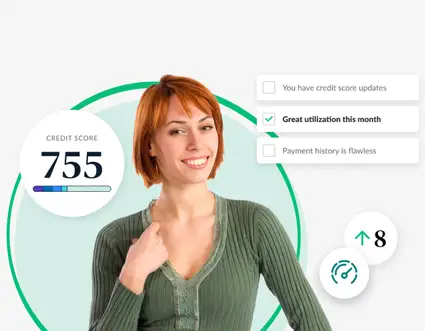 You have credit score updates
CREDIT SCORE
755
Great utilization this month
Payment history is flawless
8